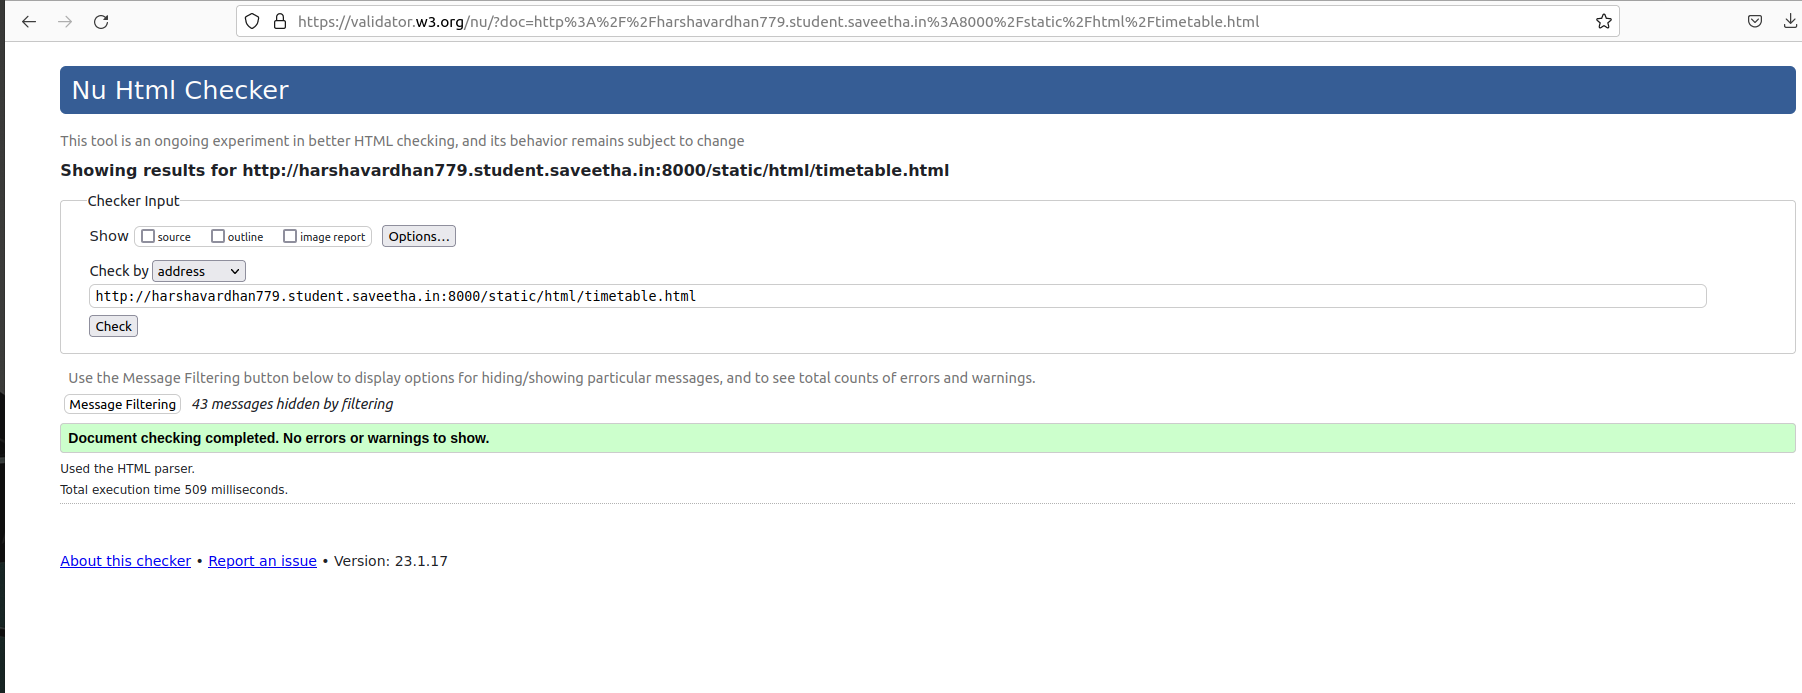 https://validator.w3.org/nu/?doc=http%3A%2F%2Fharshavardhan779.student.saveetha.in%3A8000%2Fstatic%2Fhtml%2Ftimetable.html
Nu Html Checker
This tool is an ongoing experiment in better HTML checking, and its behavior remains subject to change
Showing results for http://harshavardhan779.student.saveetha.in:8000/static/html/timetable.html
Checker Input
Show source outline image report Options...
Check by address
http://harshavardhan779.student.saveetha.in:8000/static/html/timetable.html
Check
Use the Message Filtering button below to display options for hiding/showing particular messages, and to see total counts of errors and warnings.
Message Filtering 43 messages hidden by filtering
Document checking completed. No errors or warnings to show.
Used the HTML parser.
Total execution time 509 milliseconds.
About this checker • Report an issue • Version: 23.1.17